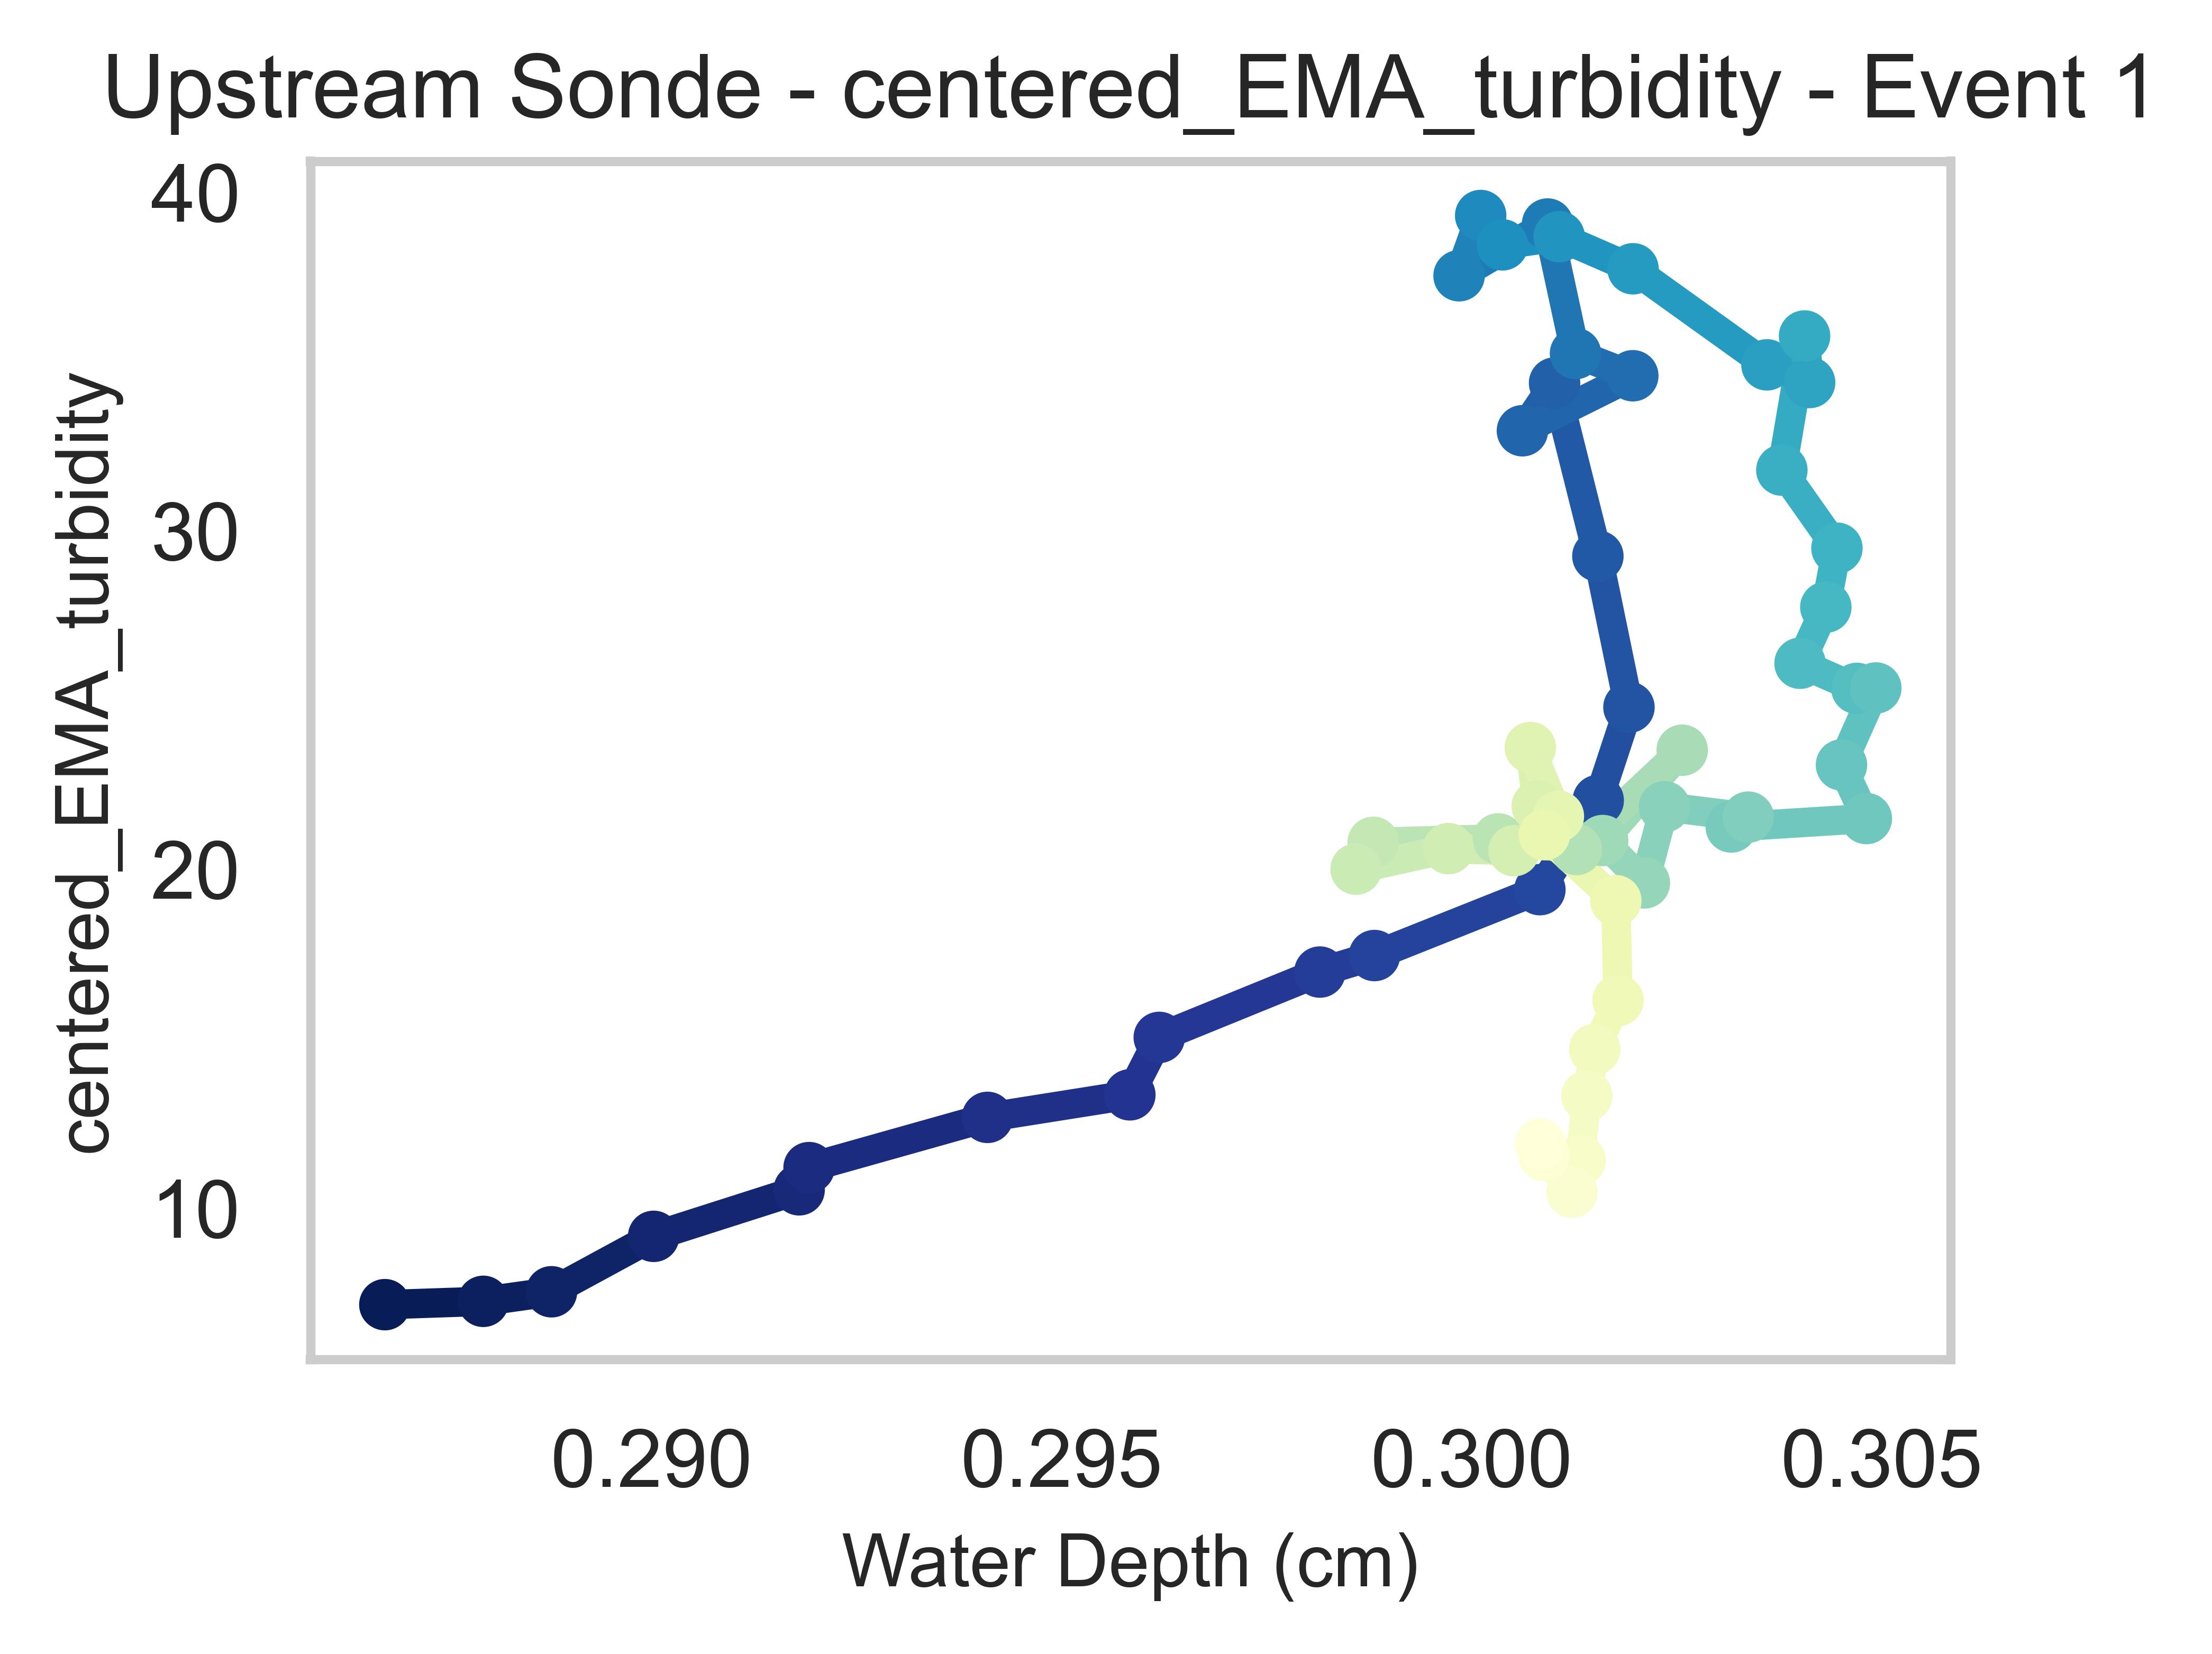 Upstream Sonde - centered_EMA_turbidity - Event 1
centered_EMA_turbidity
40
30
20
10
0.290 0.295 0.300 0.305
Water Depth (cm)